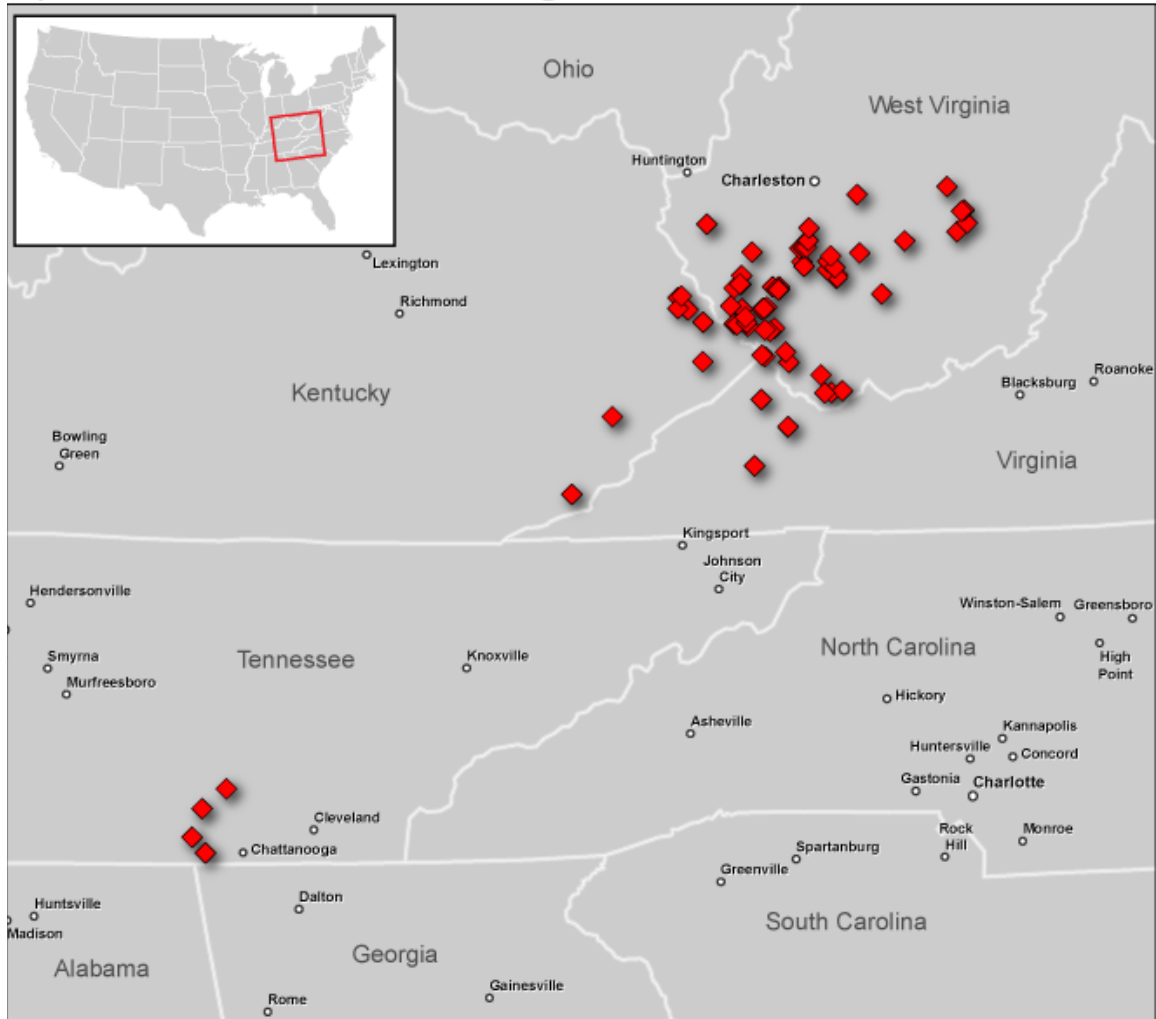 Ohio
West Virginia
Huntington
Charleston
Lexington
Richmond
Kentucky
Roanoke
Blacksburg
Bowling
Green
Virginia
Kingsport
Johnson
City
Hendersonville
Winston-Salem
Greensboro
Smyrna
Murfreesboro
Tennessee
Knoxville
North Carolina
High
Point
Hickory
Asheville
Kannapolis
Huntersville
Concord
Gastonia
Charlotte
Cleveland
Chattanooga
Rock
Hill
Monroe
Spartanburg
Greenville
Dalton
Huntsville
Madison
South Carolina
Alabama
Georgia
Gainesville
Rome